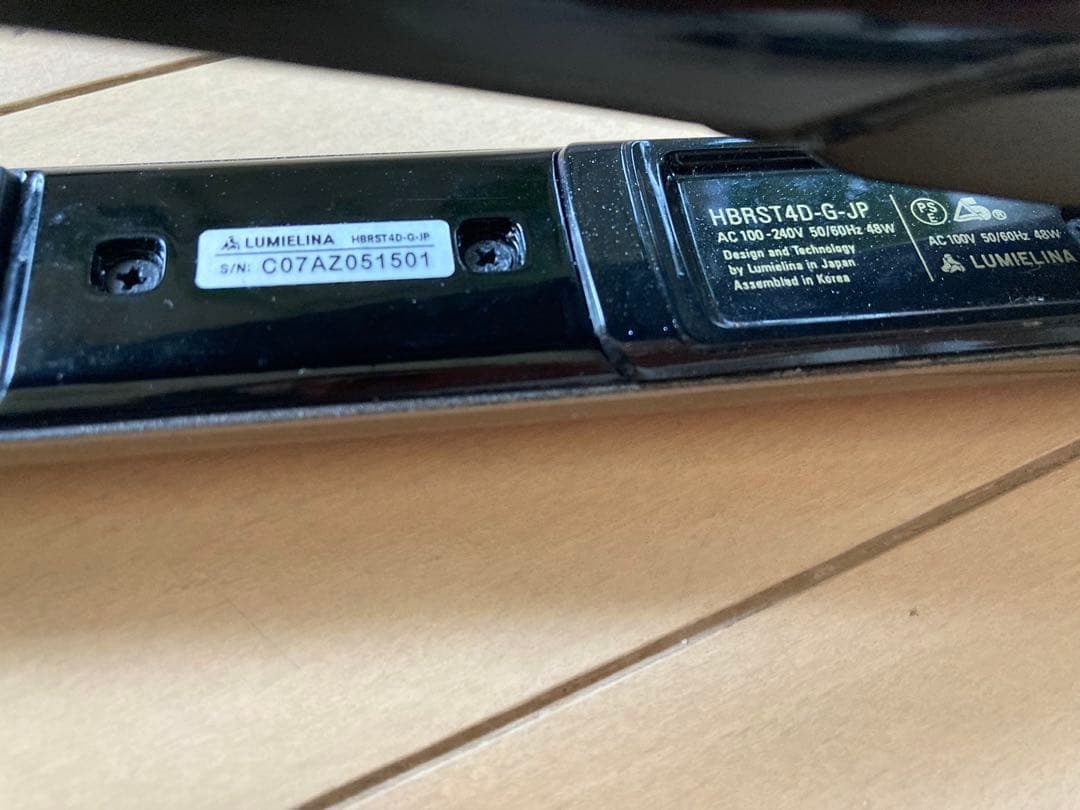 LUMIELINA HBRST4D-G-JP
S/N: C07AZ051501
HBRST4D-G-JP
AC 100-240V 50/60Hz 48W
Design and Technology
by Lumielina in Japan
Assembled in Korea
PS
E
®
AC100V 50/60Hz 48W
LUMIELINA